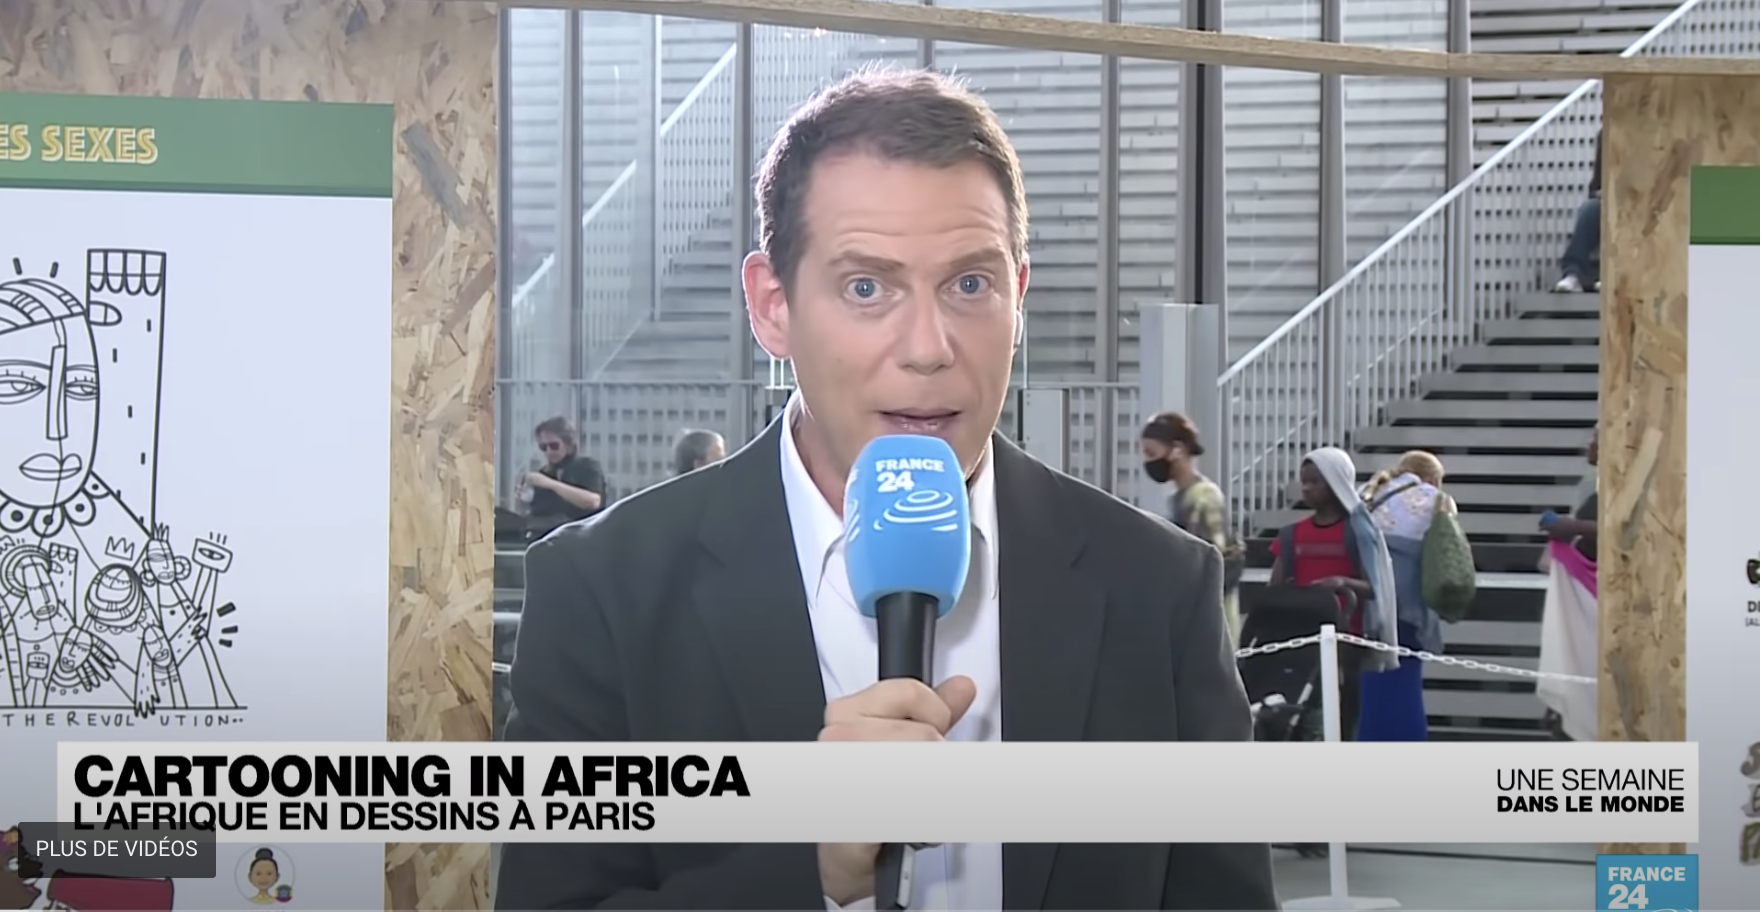 ES SEXES
THE REVOL UTION..
FRANCE
24
CARTOONING IN AFRICA
L'AFRIQUE EN DESSINS À PARIS
UNE SEMAINE
DANS LE MONDE
PLUS DE VIDÉOS
FRANCE
24